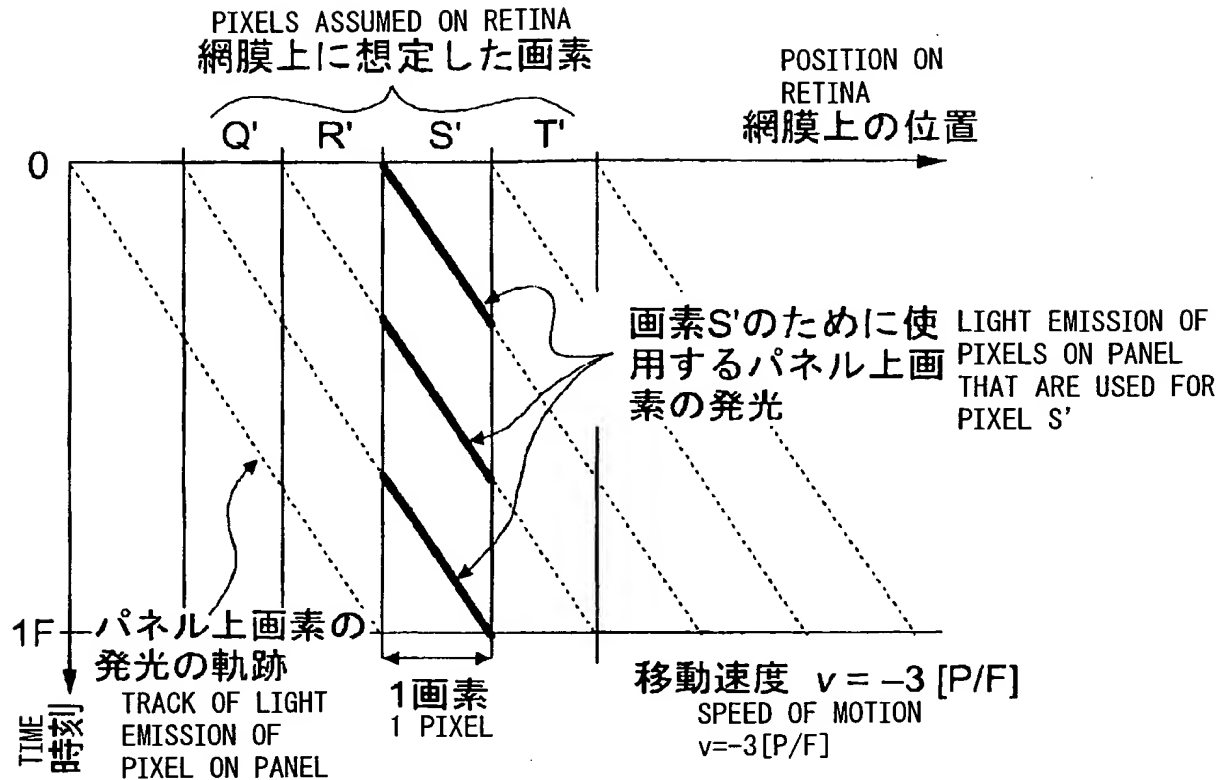 PIXELS ASSUMED ON RETINA
網膜上に想定した画素
POSITION ON
RETINA
網膜上の位置
Q' R' S' T'
0
画素S'のために使
用するパネル上画
素の発光
LIGHT EMISSION OF
PIXELS ON PANEL
THAT ARE USED FOR
PIXEL S'
1F
パネル上画素の
発光の軌跡
TRACK OF LIGHT
EMISSION OF
PIXEL ON PANEL
1画素
1 PIXEL
移動速度 v = −3 [P/F]
SPEED OF MOTION
v=-3[P/F]
TIME
時刻